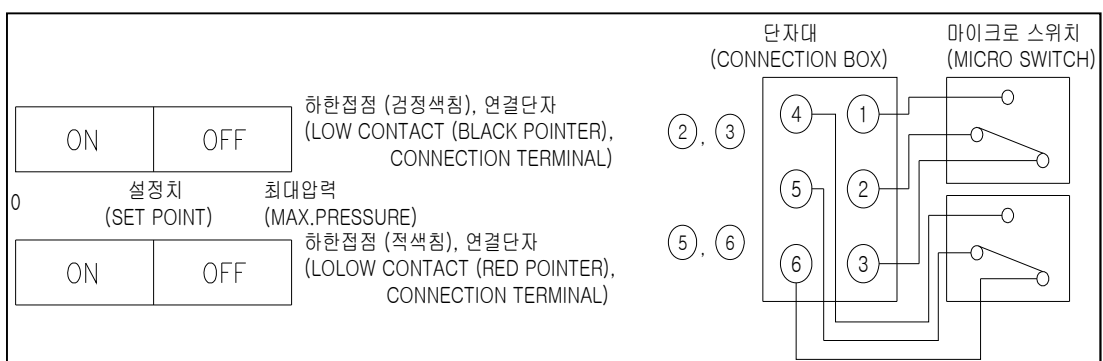 단자대
(CONNECTION BOX)
마이크로 스위치
(MICRO SWITCH)
ON OFF
하한접점 (검정색침), 연결단자
(LOW CONTACT (BLACK POINTER),
CONNECTION TERMINAL)
②, ③
0
설정치
(SET POINT)
최대압력
(MAX.PRESSURE)
ON OFF
하한접점 (적색침), 연결단자
(LOLOW CONTACT (RED POINTER),
CONNECTION TERMINAL)
⑤, ⑥
④ ①
⑤ ②
⑥ ③